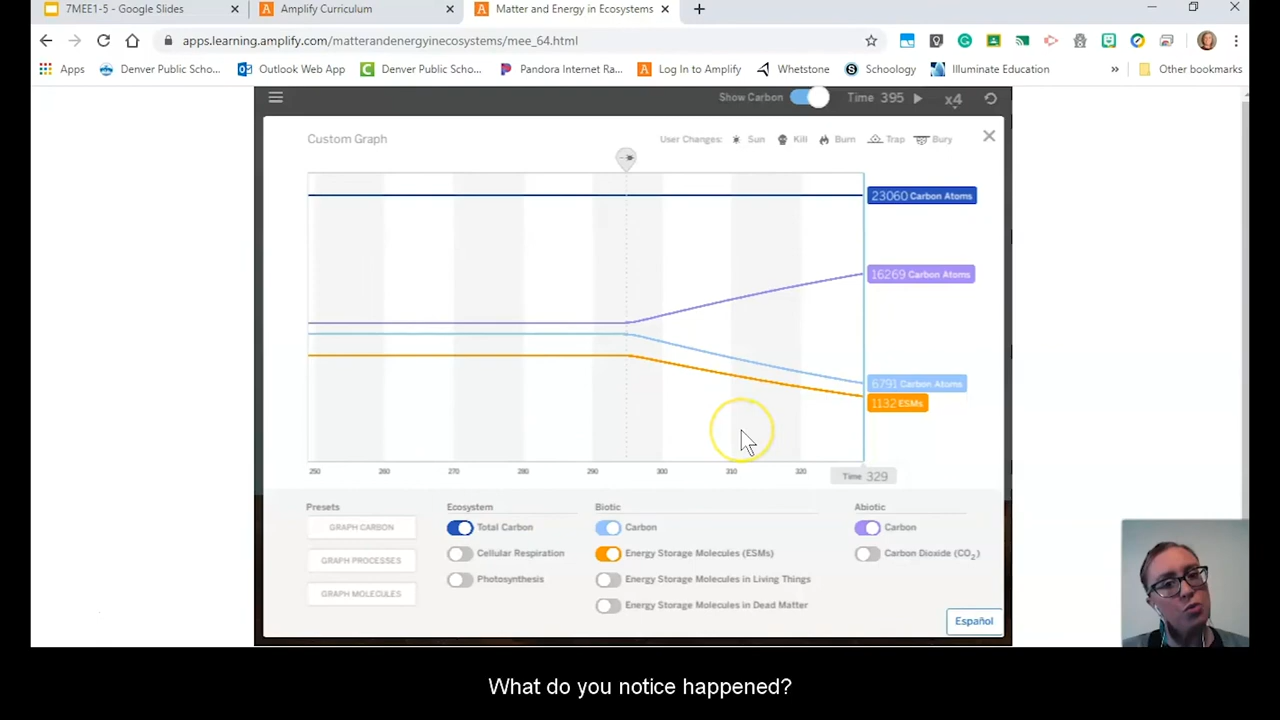 7MEE1-5 - Google Slides
Amplify Curriculum
Matter and Energy in Ecosystems
apps.learning.amplify.com/matterandenergyinecosystems/mee_64.html
Apps
Denver Public Scho...
Outlook Web App
Denver Public Scho...
Pandora Internet Ra...
Log In to Amplify
Whetstone
Schoology
Illuminate Education
»
Other bookmarks
Show Carbon
Time 395
x4
Custom Graph
User Changes:
Sun
Kill
Burn
Trap
Bury
23060 Carbon Atoms
16269 Carbon Atoms
6791 Carbon Atoms
1132 ESMs
250 260 270 280 290 300 310 320
Time 329
Presets
GRAPH CARBON
GRAPH PROCESSES
GRAPH MOLECULES
Ecosystem
Total Carbon
Cellular Respiration
Photosynthesis
Biotic
Carbon
Energy Storage Molecules (ESMs)
Energy Storage Molecules in Living Things
Energy Storage Molecules in Dead Matter
Abiotic
Carbon
Carbon Dioxide (CO2)
Español
What do you notice happened?